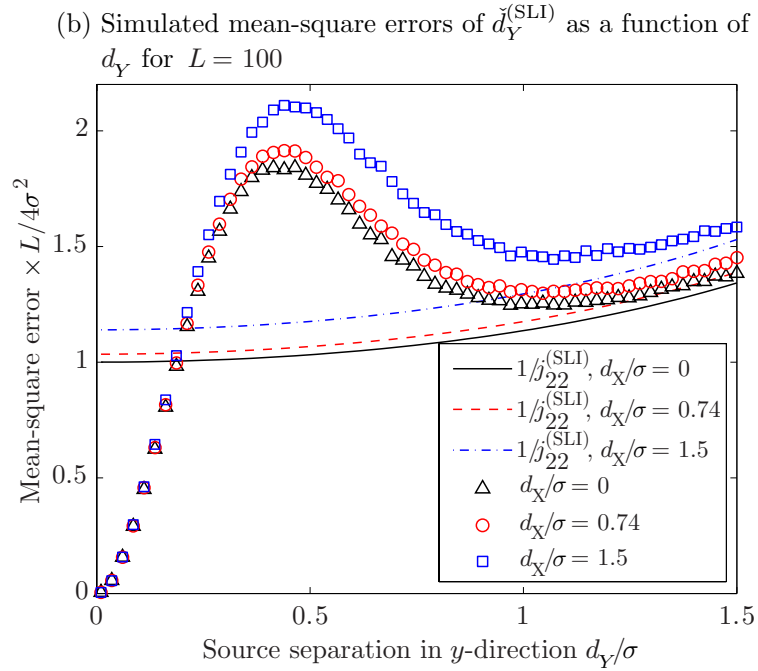 (b) Simulated mean-square errors of ď_Y^(SLI) as a function of
d_Y for L = 100
Mean-square error × L/4σ²
2
1.5
1
0.5
0
0
0.5
1
1.5
1/j_22^(SLI), d_X/σ = 0
1/j_22^(SLI), d_X/σ = 0.74
1/j_22^(SLI), d_X/σ = 1.5
d_X/σ = 0
d_X/σ = 0.74
d_X/σ = 1.5
Source separation in y-direction d_Y/σ